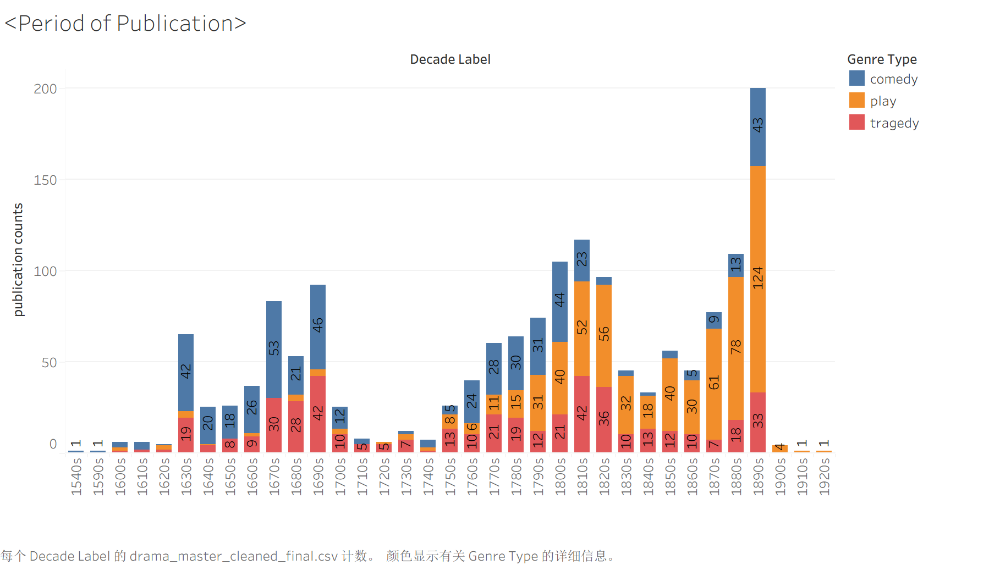 <Period of Publication>
Decade Label
Genre Type
comedy
play
tragedy
publication counts
200
150
100
50
0
1
1
42
19
20
18
8
26
9
53
30
21
28
46
42
12
10
5
5
7
5
8
13
24
6
10
28
11
21
30
15
19
31
31
12
44
40
21
23
52
42
56
36
32
10
18
13
40
12
5
30
10
9
61
7
13
78
18
43
124
33
4
1
1
1540s
1590s
1600s
1610s
1620s
1630s
1640s
1650s
1660s
1670s
1680s
1690s
1700s
1710s
1720s
1730s
1740s
1750s
1760s
1770s
1780s
1790s
1800s
1810s
1820s
1830s
1840s
1850s
1860s
1870s
1880s
1890s
1900s
1910s
1920s
每个 Decade Label 的 drama_master_cleaned_final.csv 计数。 颜色显示有关 Genre Type 的详细信息。